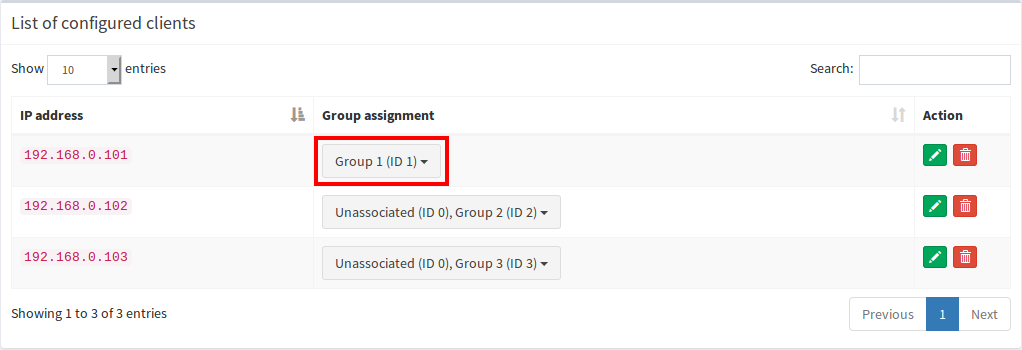 List of configured clients
Show 10 entries Search:
IP address Group assignment Action
192.168.0.101 Group 1 (ID 1)
192.168.0.102 Unassociated (ID 0), Group 2 (ID 2)
192.168.0.103 Unassociated (ID 0), Group 3 (ID 3)
Showing 1 to 3 of 3 entries Previous 1 Next